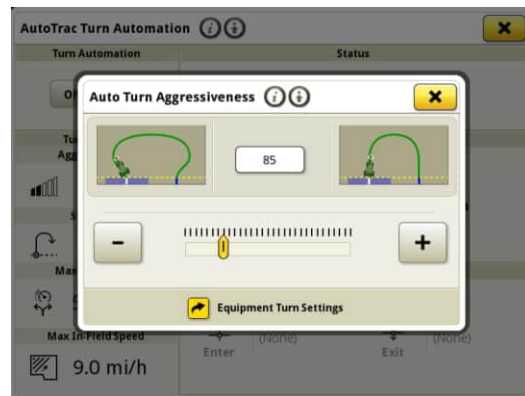 AutoTrac Turn Automation
Turn Automation
Status
Auto Turn Aggressiveness
85
Equipment Turn Settings
Max In-Field Speed
9.0 mi/h
Enter
(None)
Exit
(None)